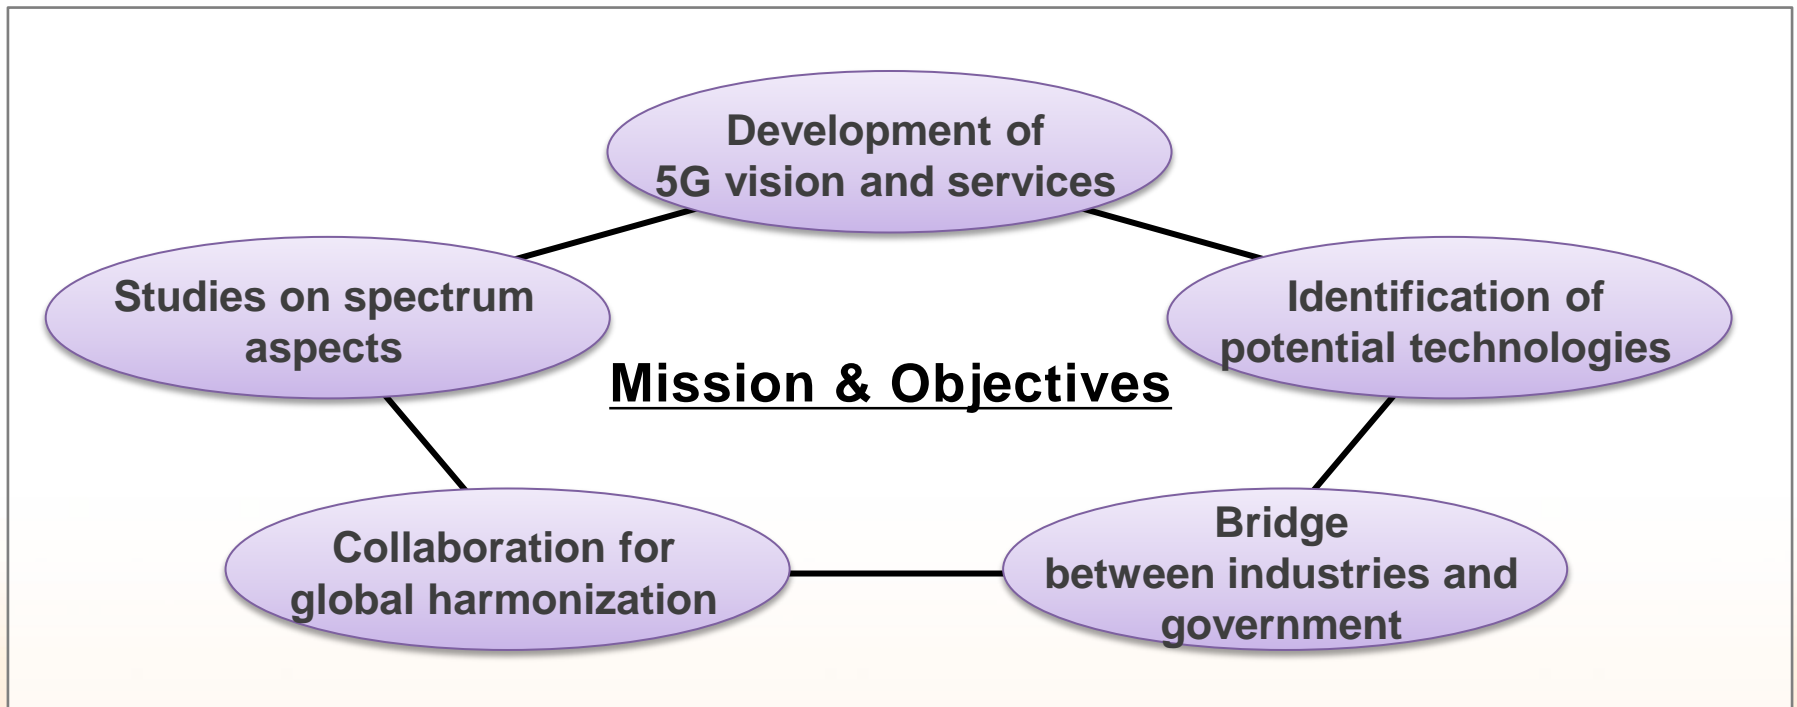 Development of
5G vision and services
Studies on spectrum
aspects
Identification of
potential technologies
Mission & Objectives
Collaboration for
global harmonization
Bridge
between industries and
government